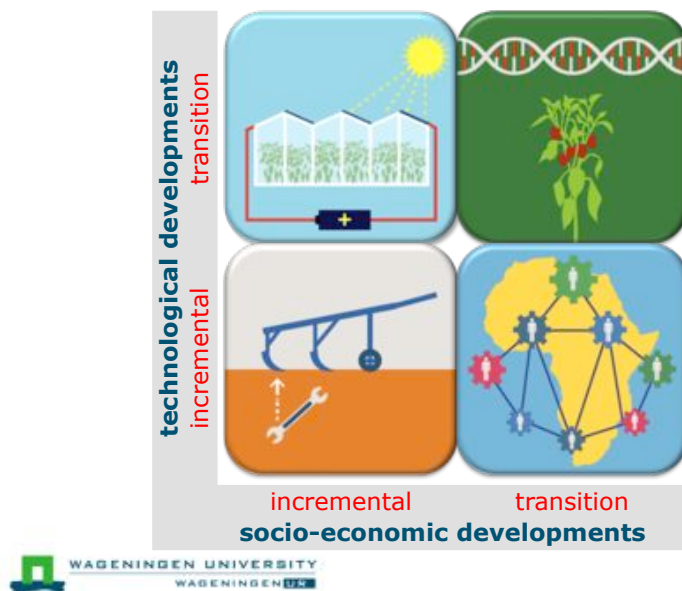 technological developments
transition
incremental
+
incremental transition
socio-economic developments
WAGENINGEN UNIVERSITY
WAGENINGEN UR